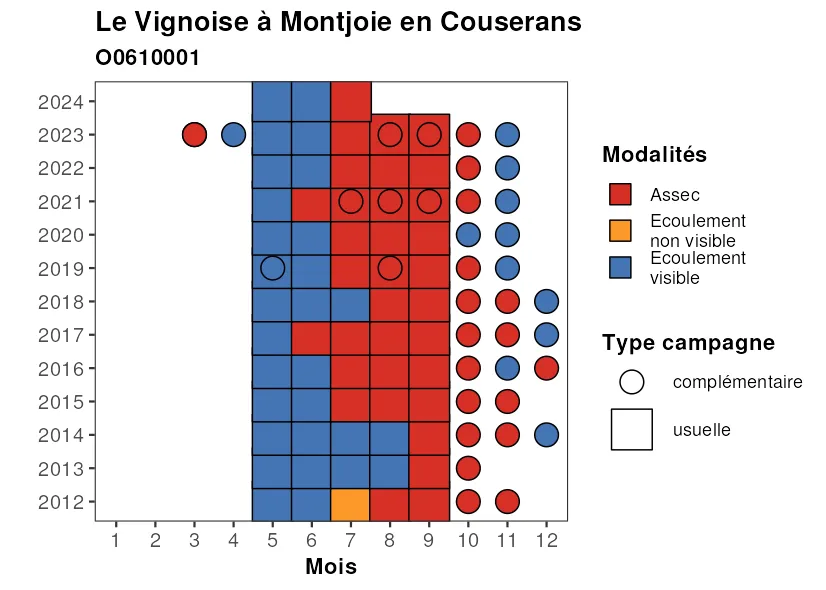 Le Vignoise à Montjoie en Couserans
O0610001
2024
2023
2022
2021
2020
2019
2018
2017
2016
2015
2014
2013
2012
1 2 3 4 5 6 7 8 9 10 11 12
Mois
Modalités
Assec
Ecoulement
non visible
Ecoulement
visible
Type campagne
complémentaire
usuelle